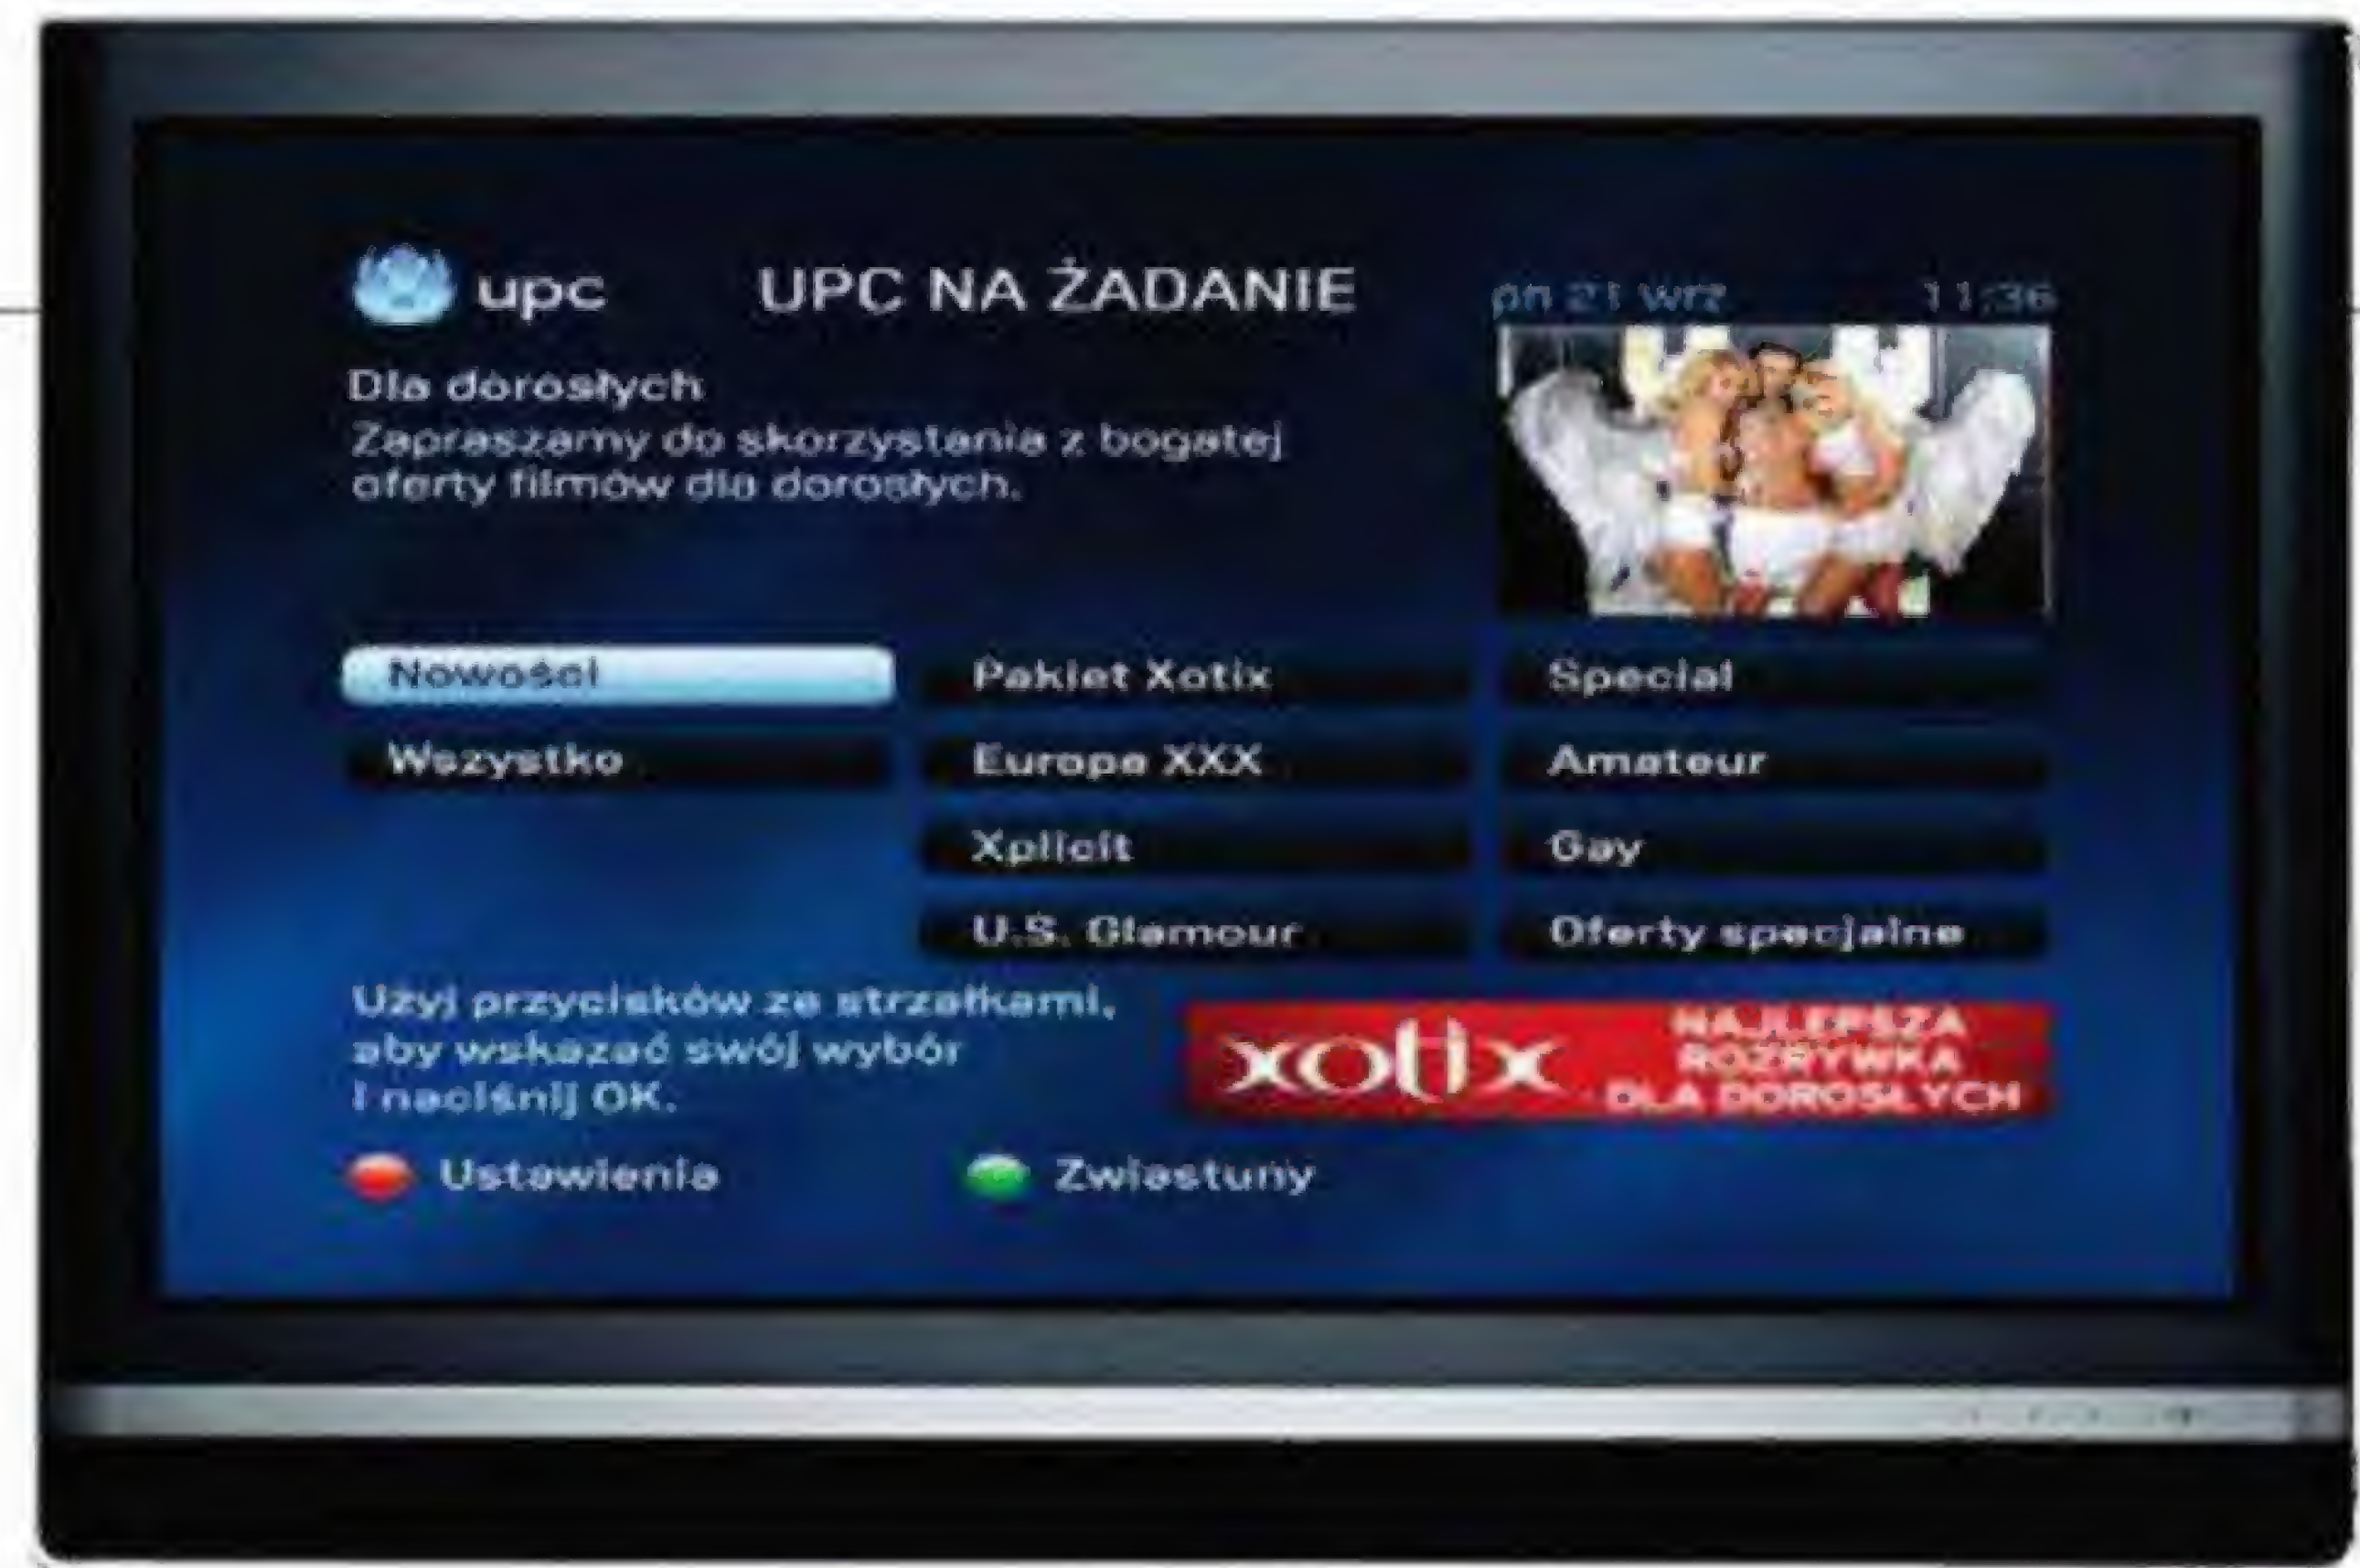 upc
UPC NA ŻADANIE
pn 21 wrz 11:36
Dla dorosłych
Zapraszamy do skorzystania z bogatej
oferty filmów dla dorosłych.
Nowości
Pakiet Xotix
Special
Wszystko
Europe XXX
Amateur
Xplicit
Gay
U.S. Glamour
Oferty specjalne
Użyj przycisków ze strzałkami,
aby wskazać swój wybór
i naciśnij OK.
xotix
NAJLEPSZA
ROZRYWKA
DLA DOROSŁYCH
Ustawienia
Zwiastuny